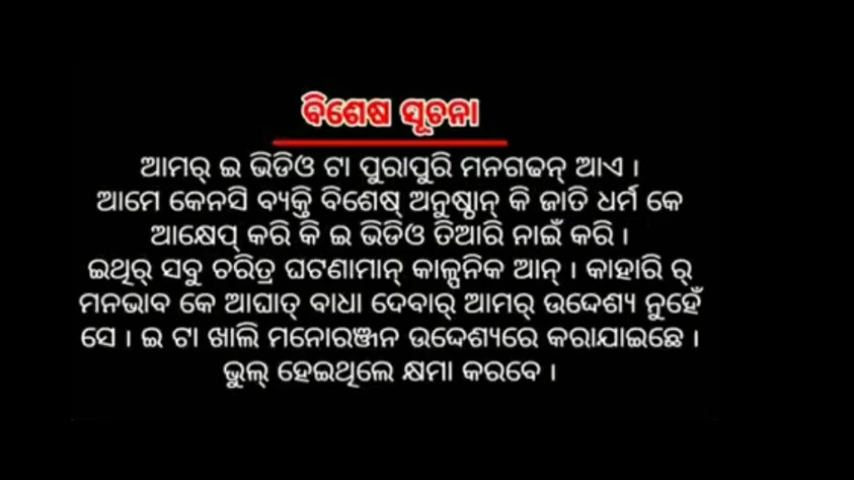 ବିଶେଷ ସୂଚନା
ଆମର୍ ଇ ଭିଡିଓ ଟା ପୁରାପୁରି ମନଗଢନ୍ ଆଏ ।
ଆମେ କେନସି ବ୍ୟକ୍ତି ବିଶେଷ୍ ଅନୁଷ୍ଠାନ୍ କି ଜାତି ଧର୍ମ କେ
ଆକ୍ଷେପ୍ କରି କି ଇ ଭିଡିଓ ତିଆରି ନାଇଁ କରି ।
ଇଥିର୍ ସବୁ ଚରିତ୍ର ଘଟଣାମାନ୍ କାଳ୍ପନିକ ଆନ୍ । କାହାରି ର୍
ମନଭାବ କେ ଆଘାତ୍ ବାଧା ଦେବାର୍ ଆମର୍ ଉଦ୍ଦେଶ୍ୟ ନୁହେଁ
ସେ । ଇ ଟା ଖାଲି ମନୋରଞ୍ଜନ ଉଦ୍ଦେଶ୍ୟରେ କରାଯାଇଛେ ।
ଭୁଲ୍ ହେଇଥିଲେ କ୍ଷମା କରବେ ।